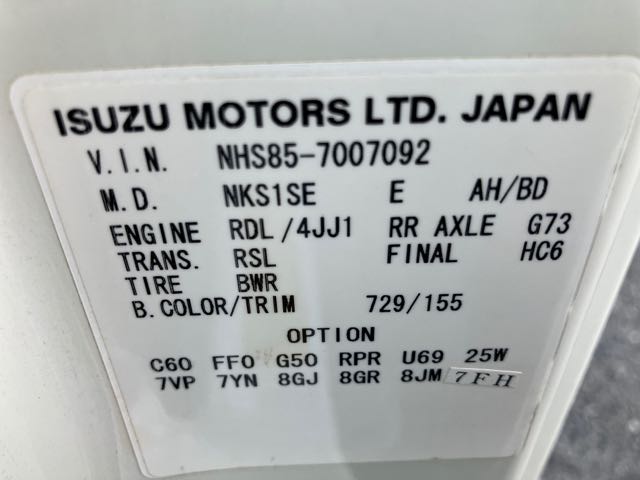 ISUZU MOTORS LTD. JAPAN
V.I.N. NHS85-7007092
M.D. NKS1SE E AH/BD
ENGINE RDL/4JJ1 RR AXLE G73
TRANS. RSL FINAL HC6
TIRE BWR
B.COLOR/TRIM 729/155
OPTION
C60 FF0 G50 RPR U69 25W
7VP 7YN 8GJ 8GR 8JM 7FH